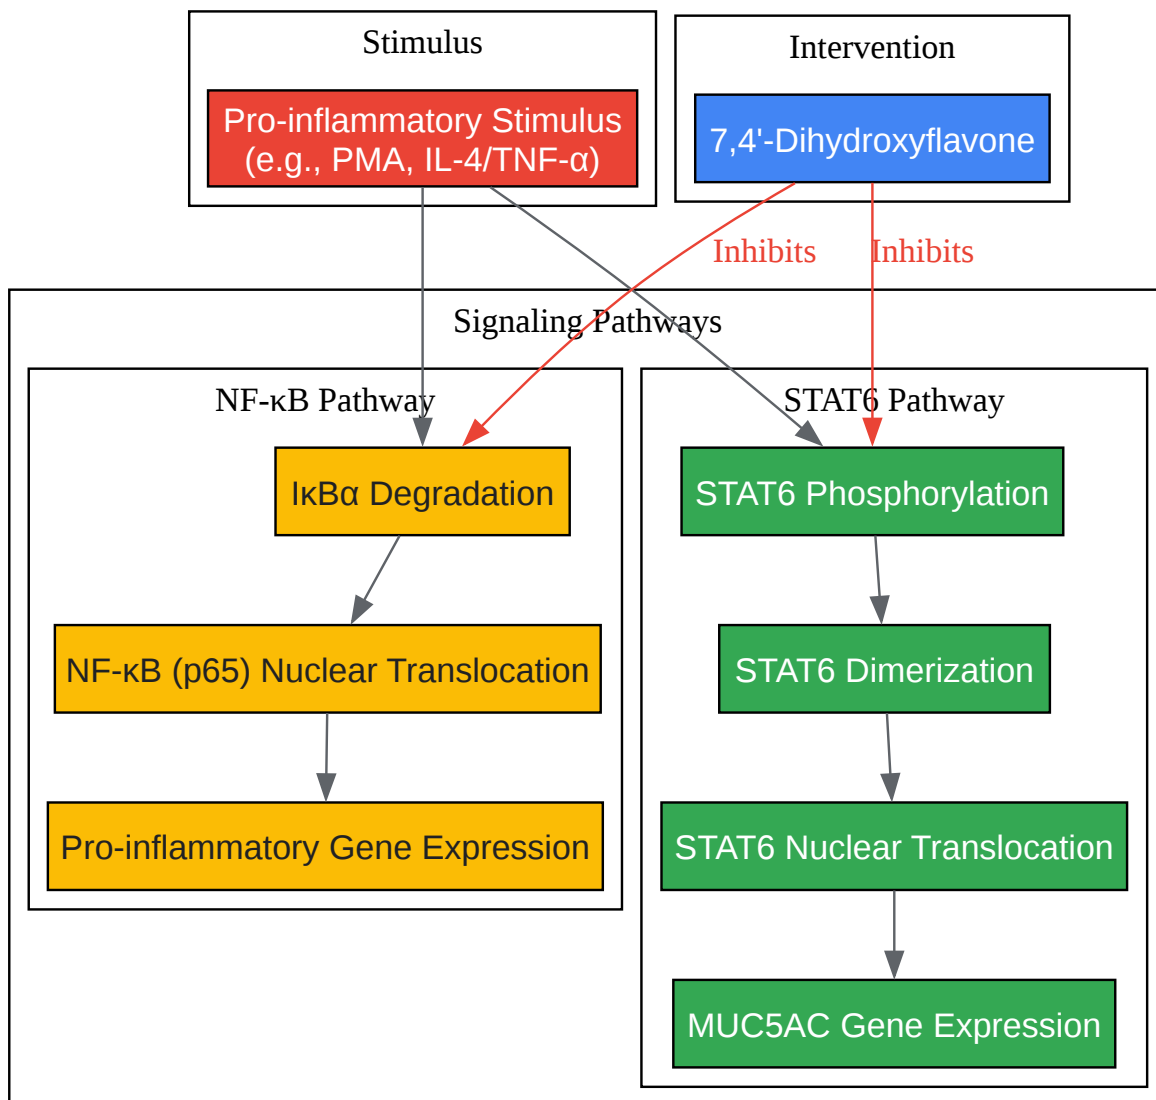 Stimulus
Intervention
Pro-inflammatory Stimulus
(e.g., PMA, IL-4/TNF-α)
7,4'-Dihydroxyflavone
Inhibits
Inhibits
Signaling Pathways
NF-κB Pathway
STAT6 Pathway
IκBα Degradation
STAT6 Phosphorylation
NF-κB (p65) Nuclear Translocation
STAT6 Dimerization
Pro-inflammatory Gene Expression
STAT6 Nuclear Translocation
MUC5AC Gene Expression